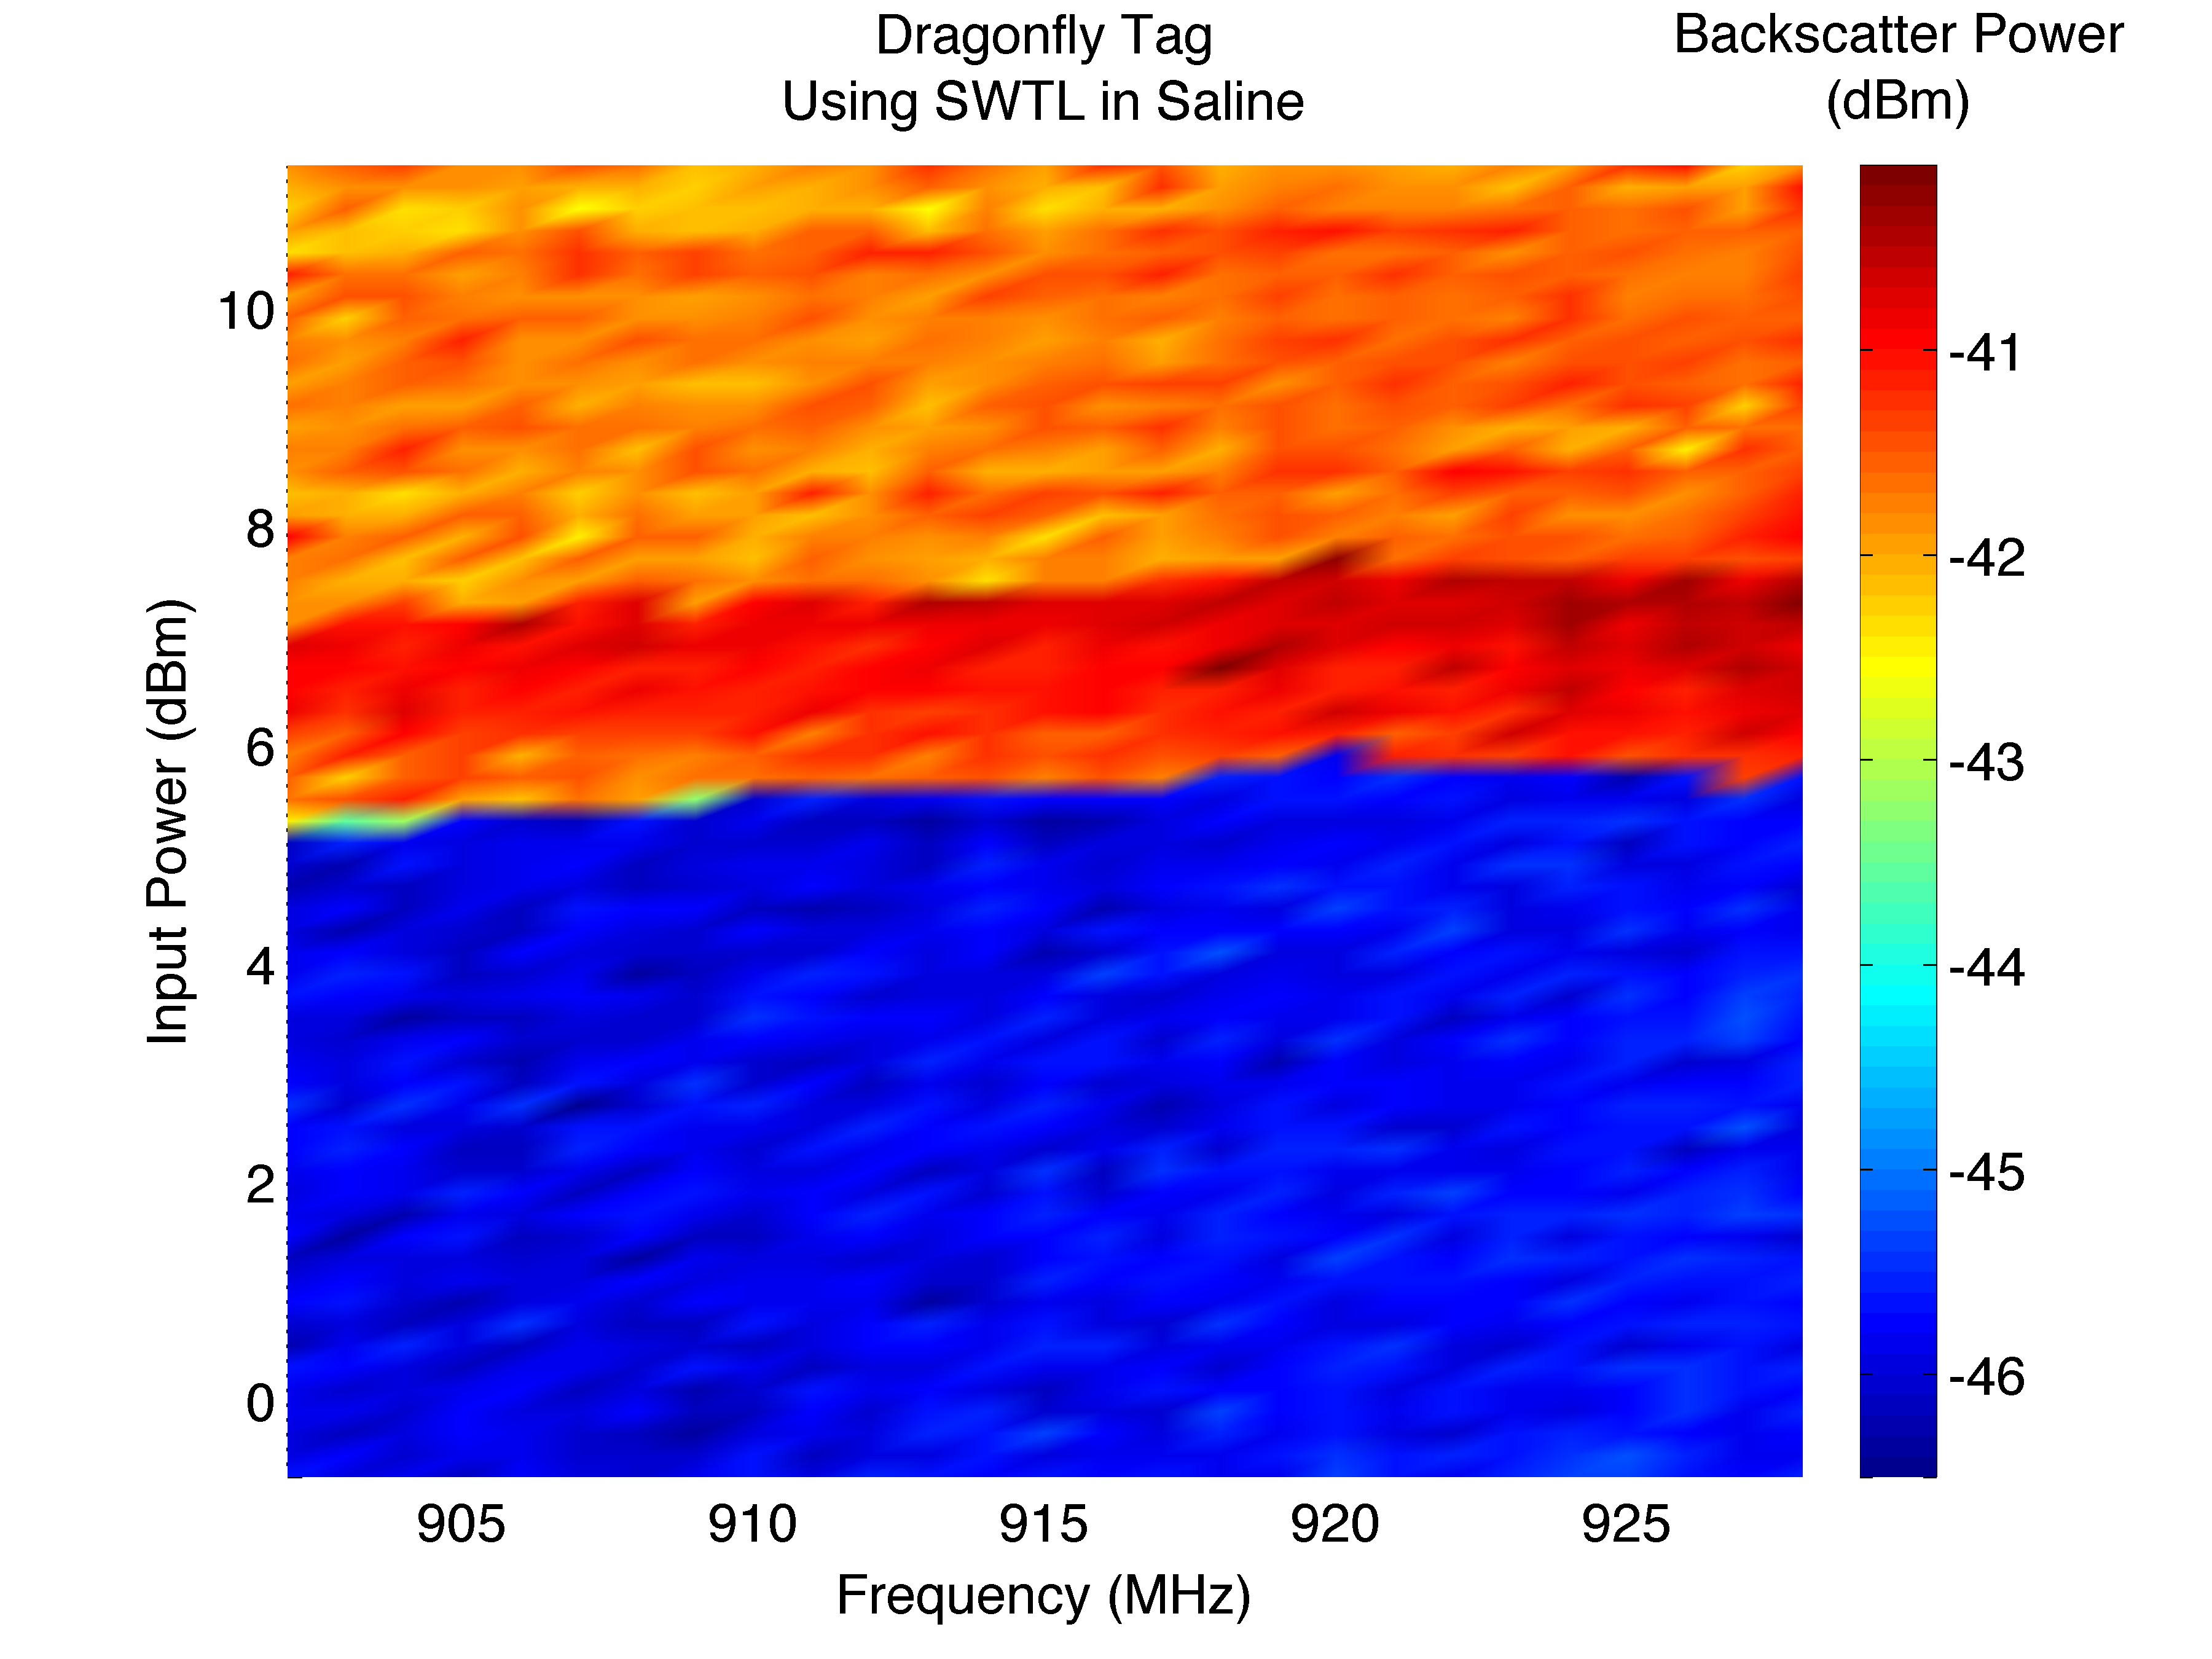 Dragonfly Tag
Using SWTL in Saline
Backscatter Power
(dBm)
Input Power (dBm)
10
8
6
4
2
0
905
910
915
920
925
Frequency (MHz)
-41
-42
-43
-44
-45
-46